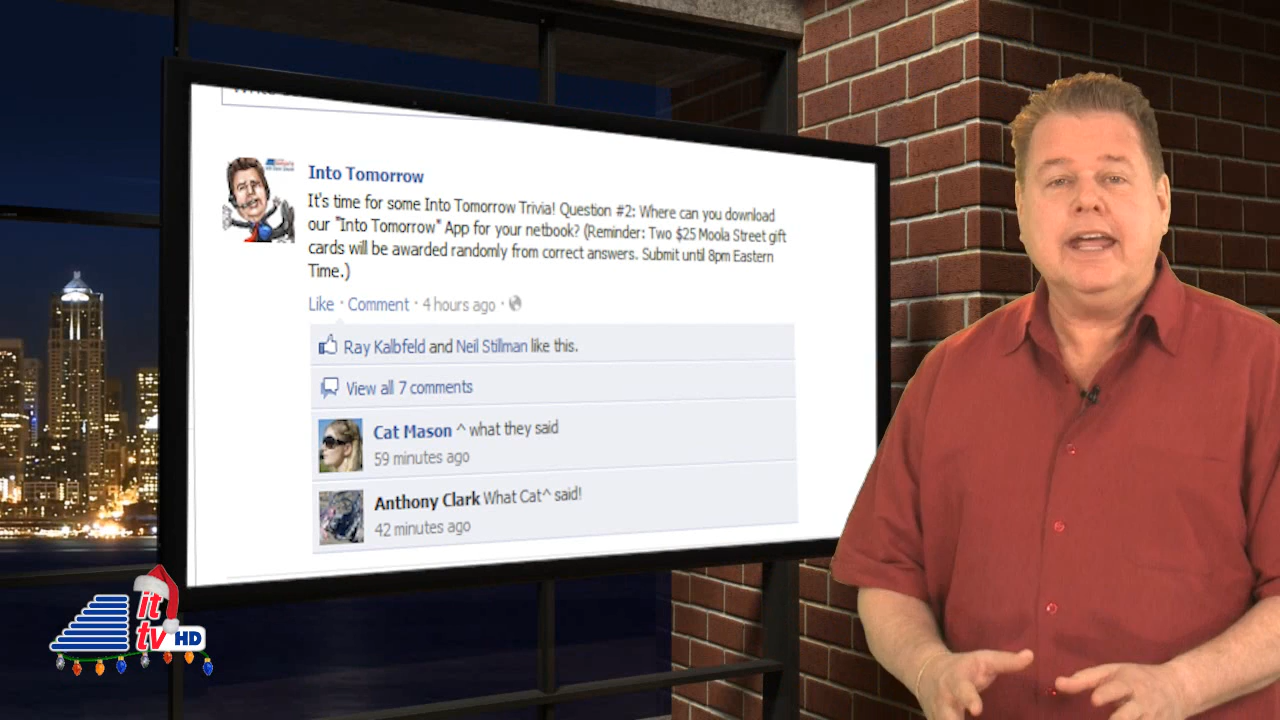 Into Tomorrow
It's time for some Into Tomorrow Trivia! Question #2: Where can you download
our "Into Tomorrow" App for your netbook? (Reminder: Two $25 Moola Street gift
cards will be awarded randomly from correct answers. Submit until 8pm Eastern
Time.)
Like · Comment · 4 hours ago ·
Ray Kalbfeld and Neil Stillman like this.
View all 7 comments
Cat Mason ^ what they said
59 minutes ago
Anthony Clark What Cat^ said!
42 minutes ago
it
tv HD